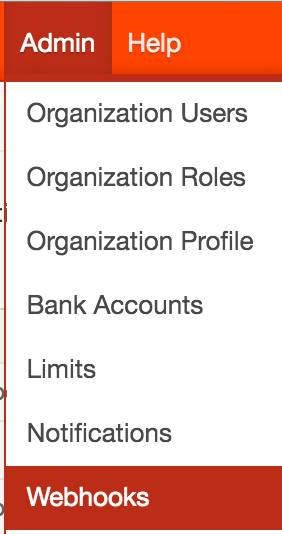 Admin Help
Organization Users
Organization Roles
Organization Profile
Bank Accounts
Limits
Notifications
Webhooks